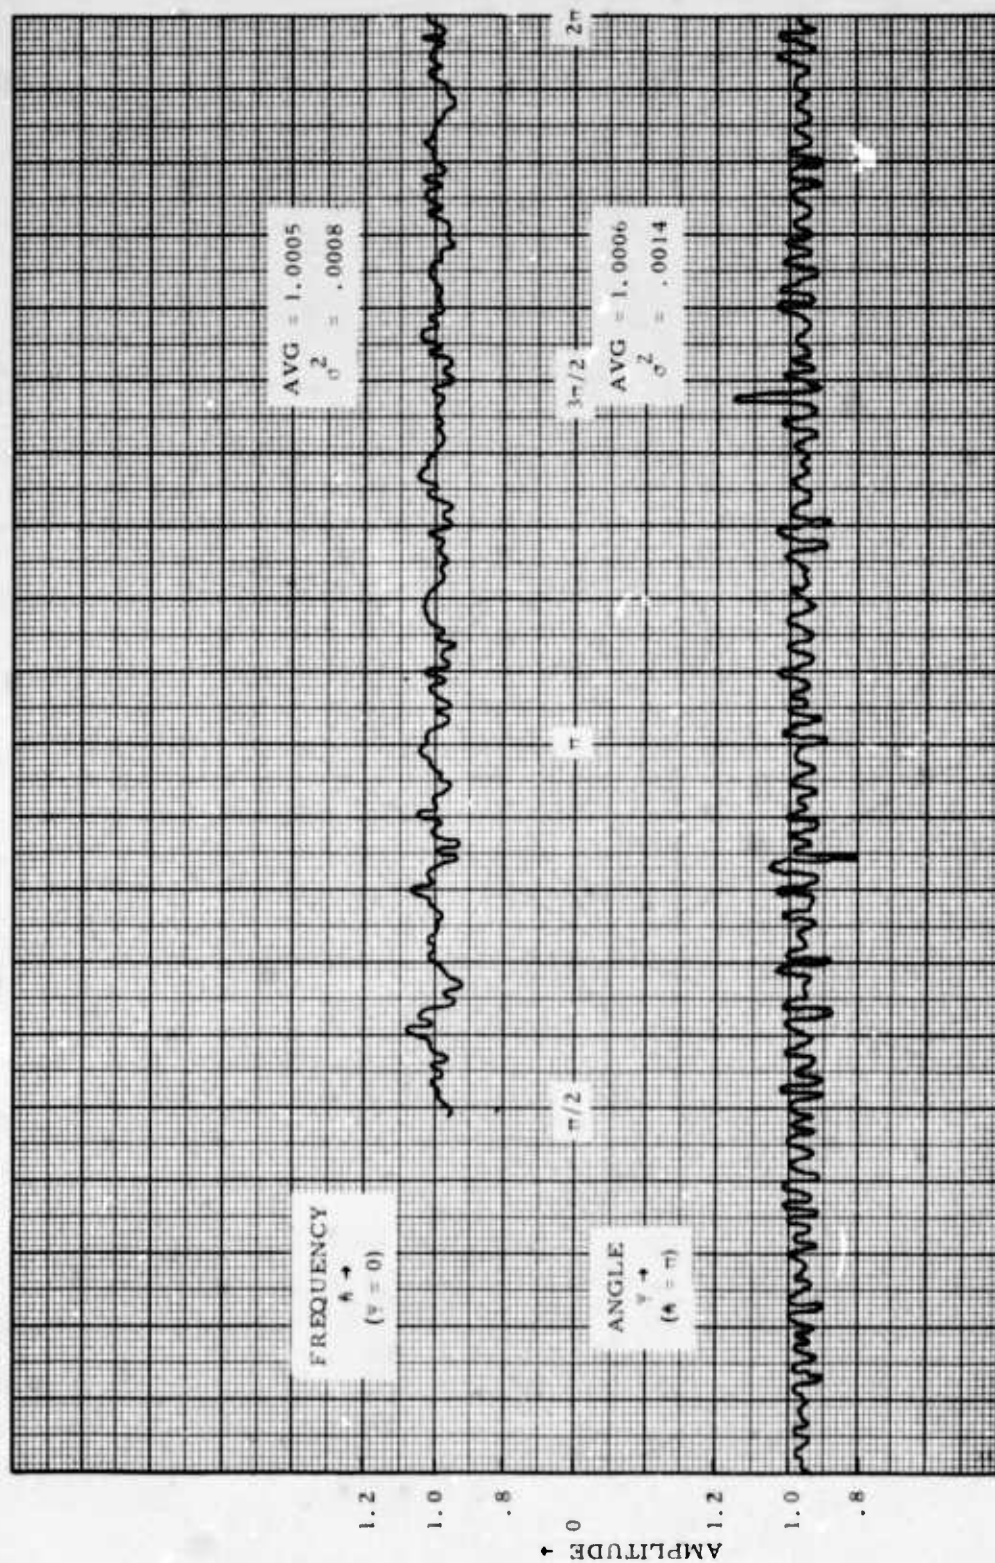 AMPLITUDE →
1.2
1.0
.8
0
1.2
1.0
.8
FREQUENCY
→
= 0)
AVG = 1.0005
σ² = .0008
π/2
π
3π/2
2π
ANGLE
→
= π)
AVG = 1.0006
σ² = .0014